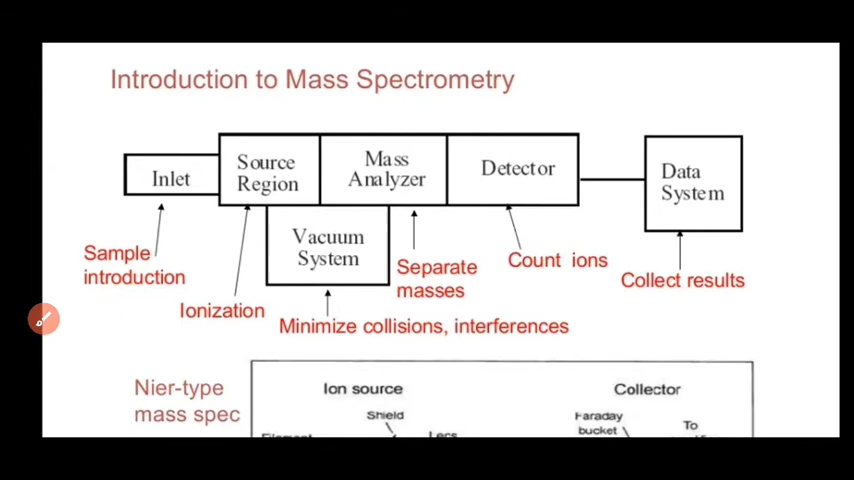 Introduction to Mass Spectrometry
Inlet
Source
Region
Mass
Analyzer
Detector
Data
System
Vacuum
System
Sample
introduction
Ionization
Minimize collisions, interferences
Separate
masses
Count ions
Collect results
Nier-type
mass spec
Ion source
Collector
Shield
Faraday
bucket
To